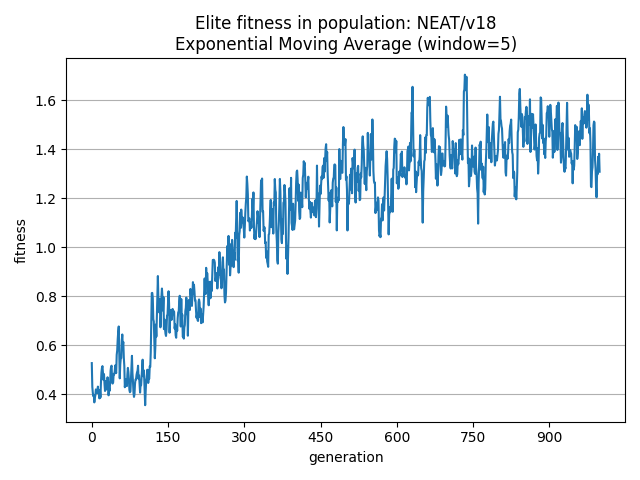 Elite fitness in population: NEAT/v18
Exponential Moving Average (window=5)
fitness
1.6
1.4
1.2
1.0
0.8
0.6
0.4
0 150 300 450 600 750 900
generation